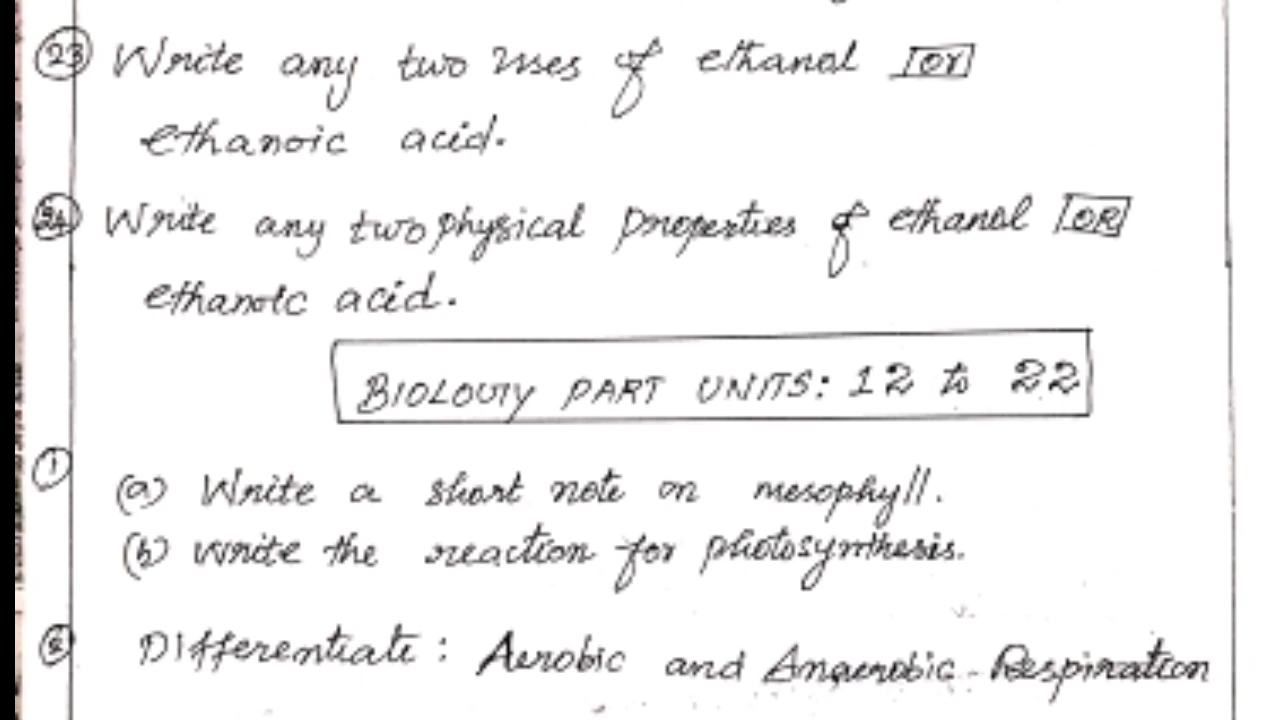 23 Write any two uses of ethanol or
ethanoic acid.
24 Write any two physical properties of ethanol OR
ethanoic acid.
BIOLOGY PART UNITS: 12 to 22
1
(a) Write a short note on mesophyll.
(b) Write the reaction for photosynthesis.
2 Differentiate: Aerobic and Anaerobic-Respiration